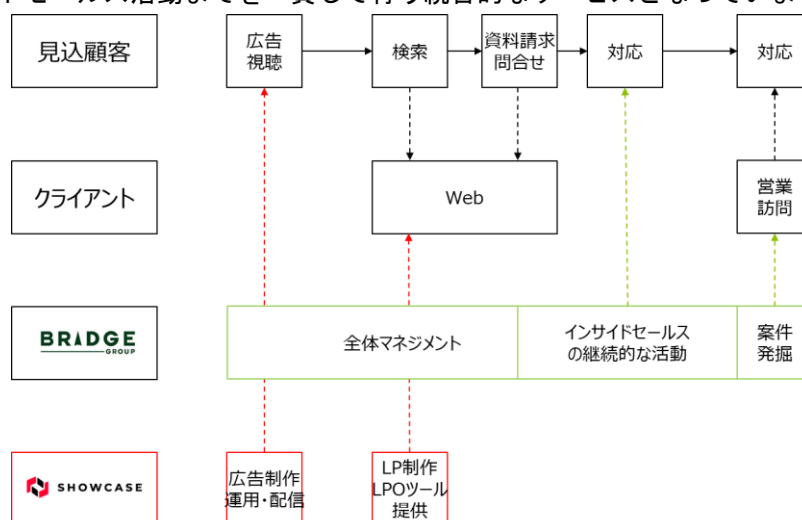 見込顧客
広告
視聴
検索
資料請求
問合せ
対応
対応
クライアント
Web
営業
訪問
BRIDGE
GROUP
全体マネジメント
インサイドセールス
の継続的な活動
案件
発掘
SHOWCASE
広告制作
運用・配信
LP制作
LPOツール
提供